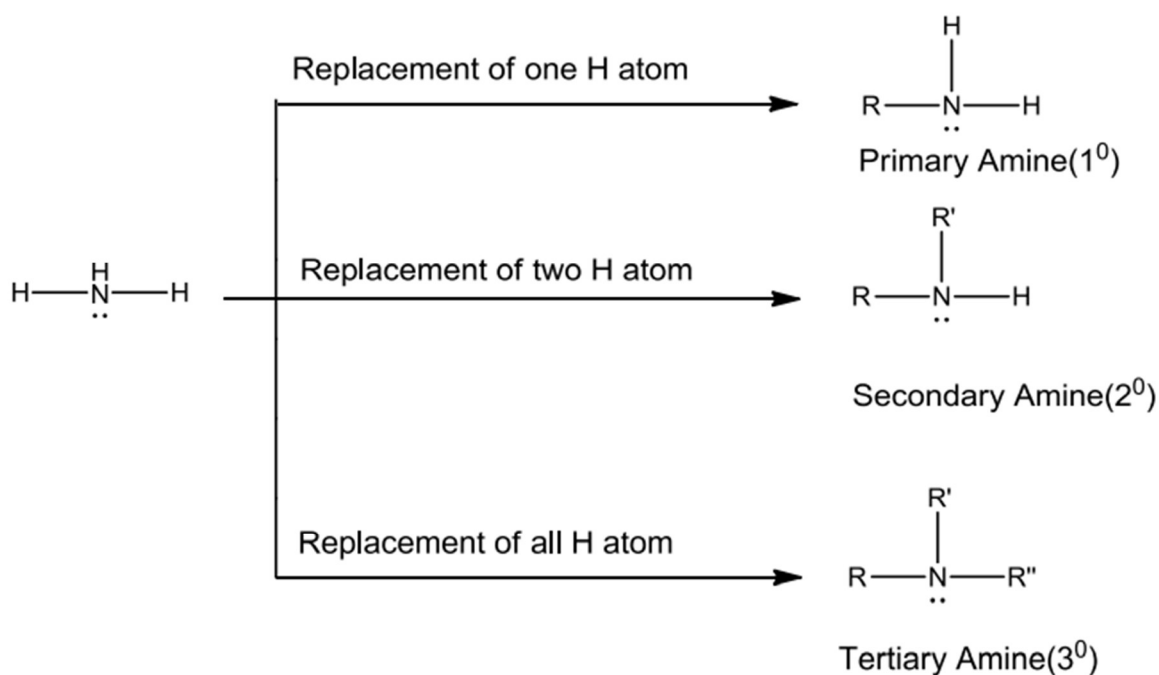 H
Replacement of one H atom
R—N—H
..
Primary Amine(1⁰)
R'
Replacement of two H atom
H
H—N—H
..
R—N—H
..
Secondary Amine(2⁰)
R'
Replacement of all H atom
R—N—R"
..
Tertiary Amine(3⁰)